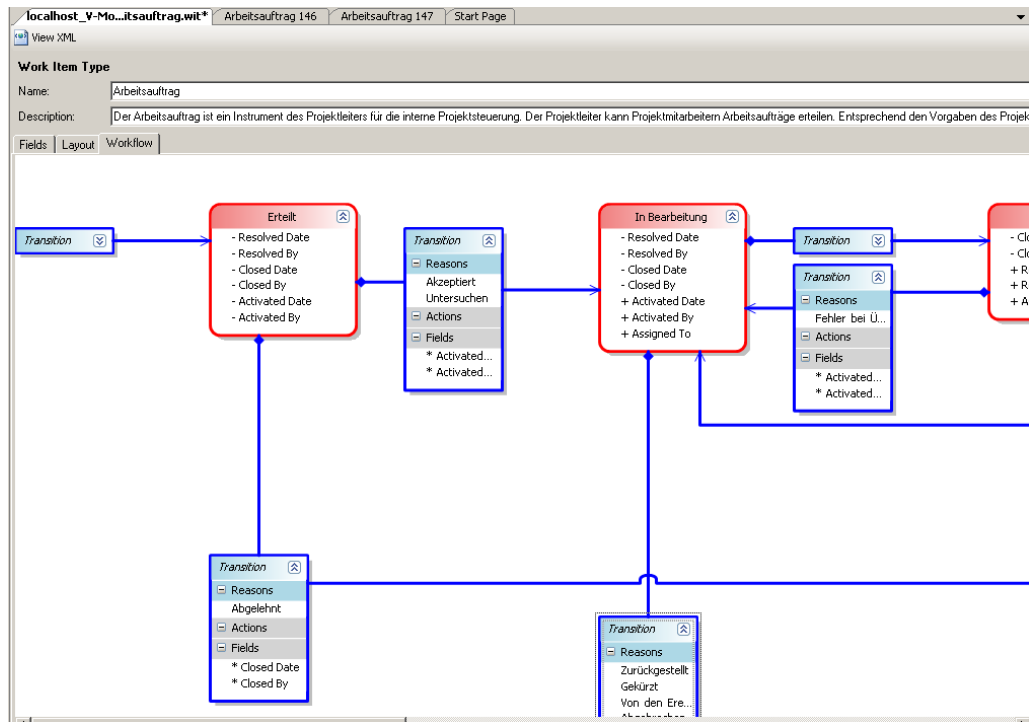 localhost_V-Mo...itsauftrag.wit* Arbeitsauftrag 146 Arbeitsauftrag 147 Start Page
View XML
Work Item Type
Name: Arbeitsauftrag
Description: Der Arbeitsauftrag ist ein Instrument des Projektleiters für die interne Projektsteuerung. Der Projektleiter kann Projektmitarbeitern Arbeitsaufträge erteilen. Entsprechend den Vorgaben des Projek
Fields Layout Workflow
Transition
Erteilt
- Resolved Date
- Resolved By
- Closed Date
- Closed By
- Activated Date
- Activated By
Transition
Reasons
Akzeptiert
Untersuchen
Actions
Fields
* Activated...
* Activated...
In Bearbeitung
- Resolved Date
- Resolved By
- Closed Date
- Closed By
+ Activated Date
+ Activated By
+ Assigned To
Transition
Transition
Reasons
Fehler bei Ü...
Actions
Fields
* Activated...
* Activated...
- Clo
- Clo
+ R
+ R
+ A
Transition
Reasons
Abgelehnt
Actions
Fields
* Closed Date
* Closed By
Transition
Reasons
Zurückgestellt
Gekürzt
Von den Ere...